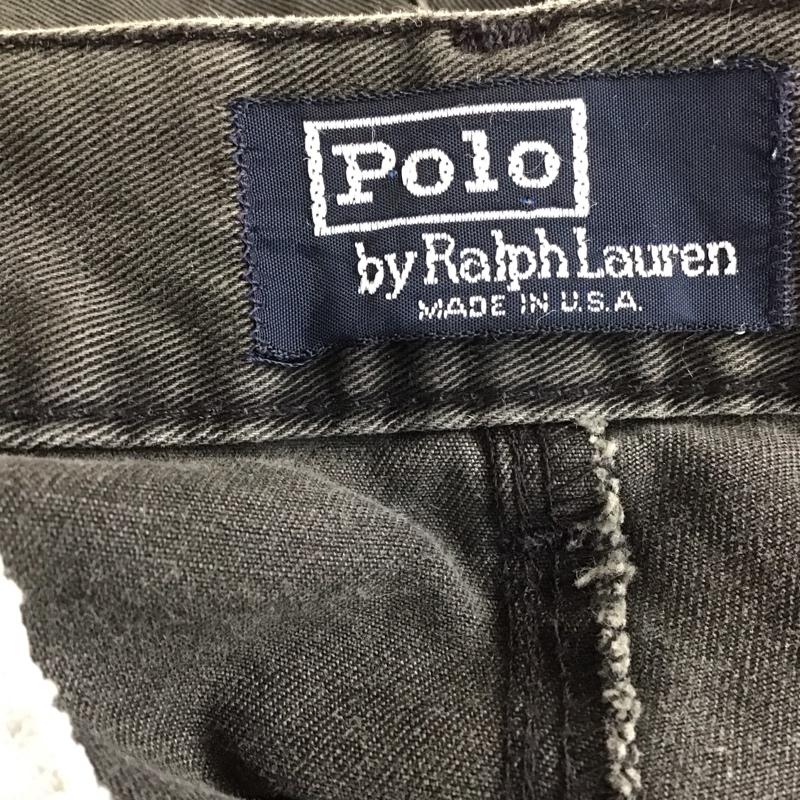 Polo
by Ralph Lauren
MADE IN U.S.A.